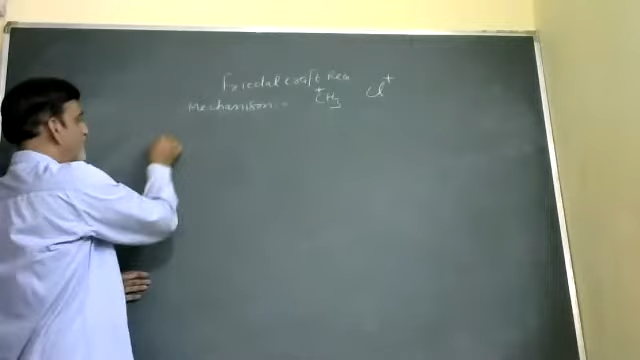 Friedal craft Rea
Mechanism = ⁺CH₃ Cl⁺